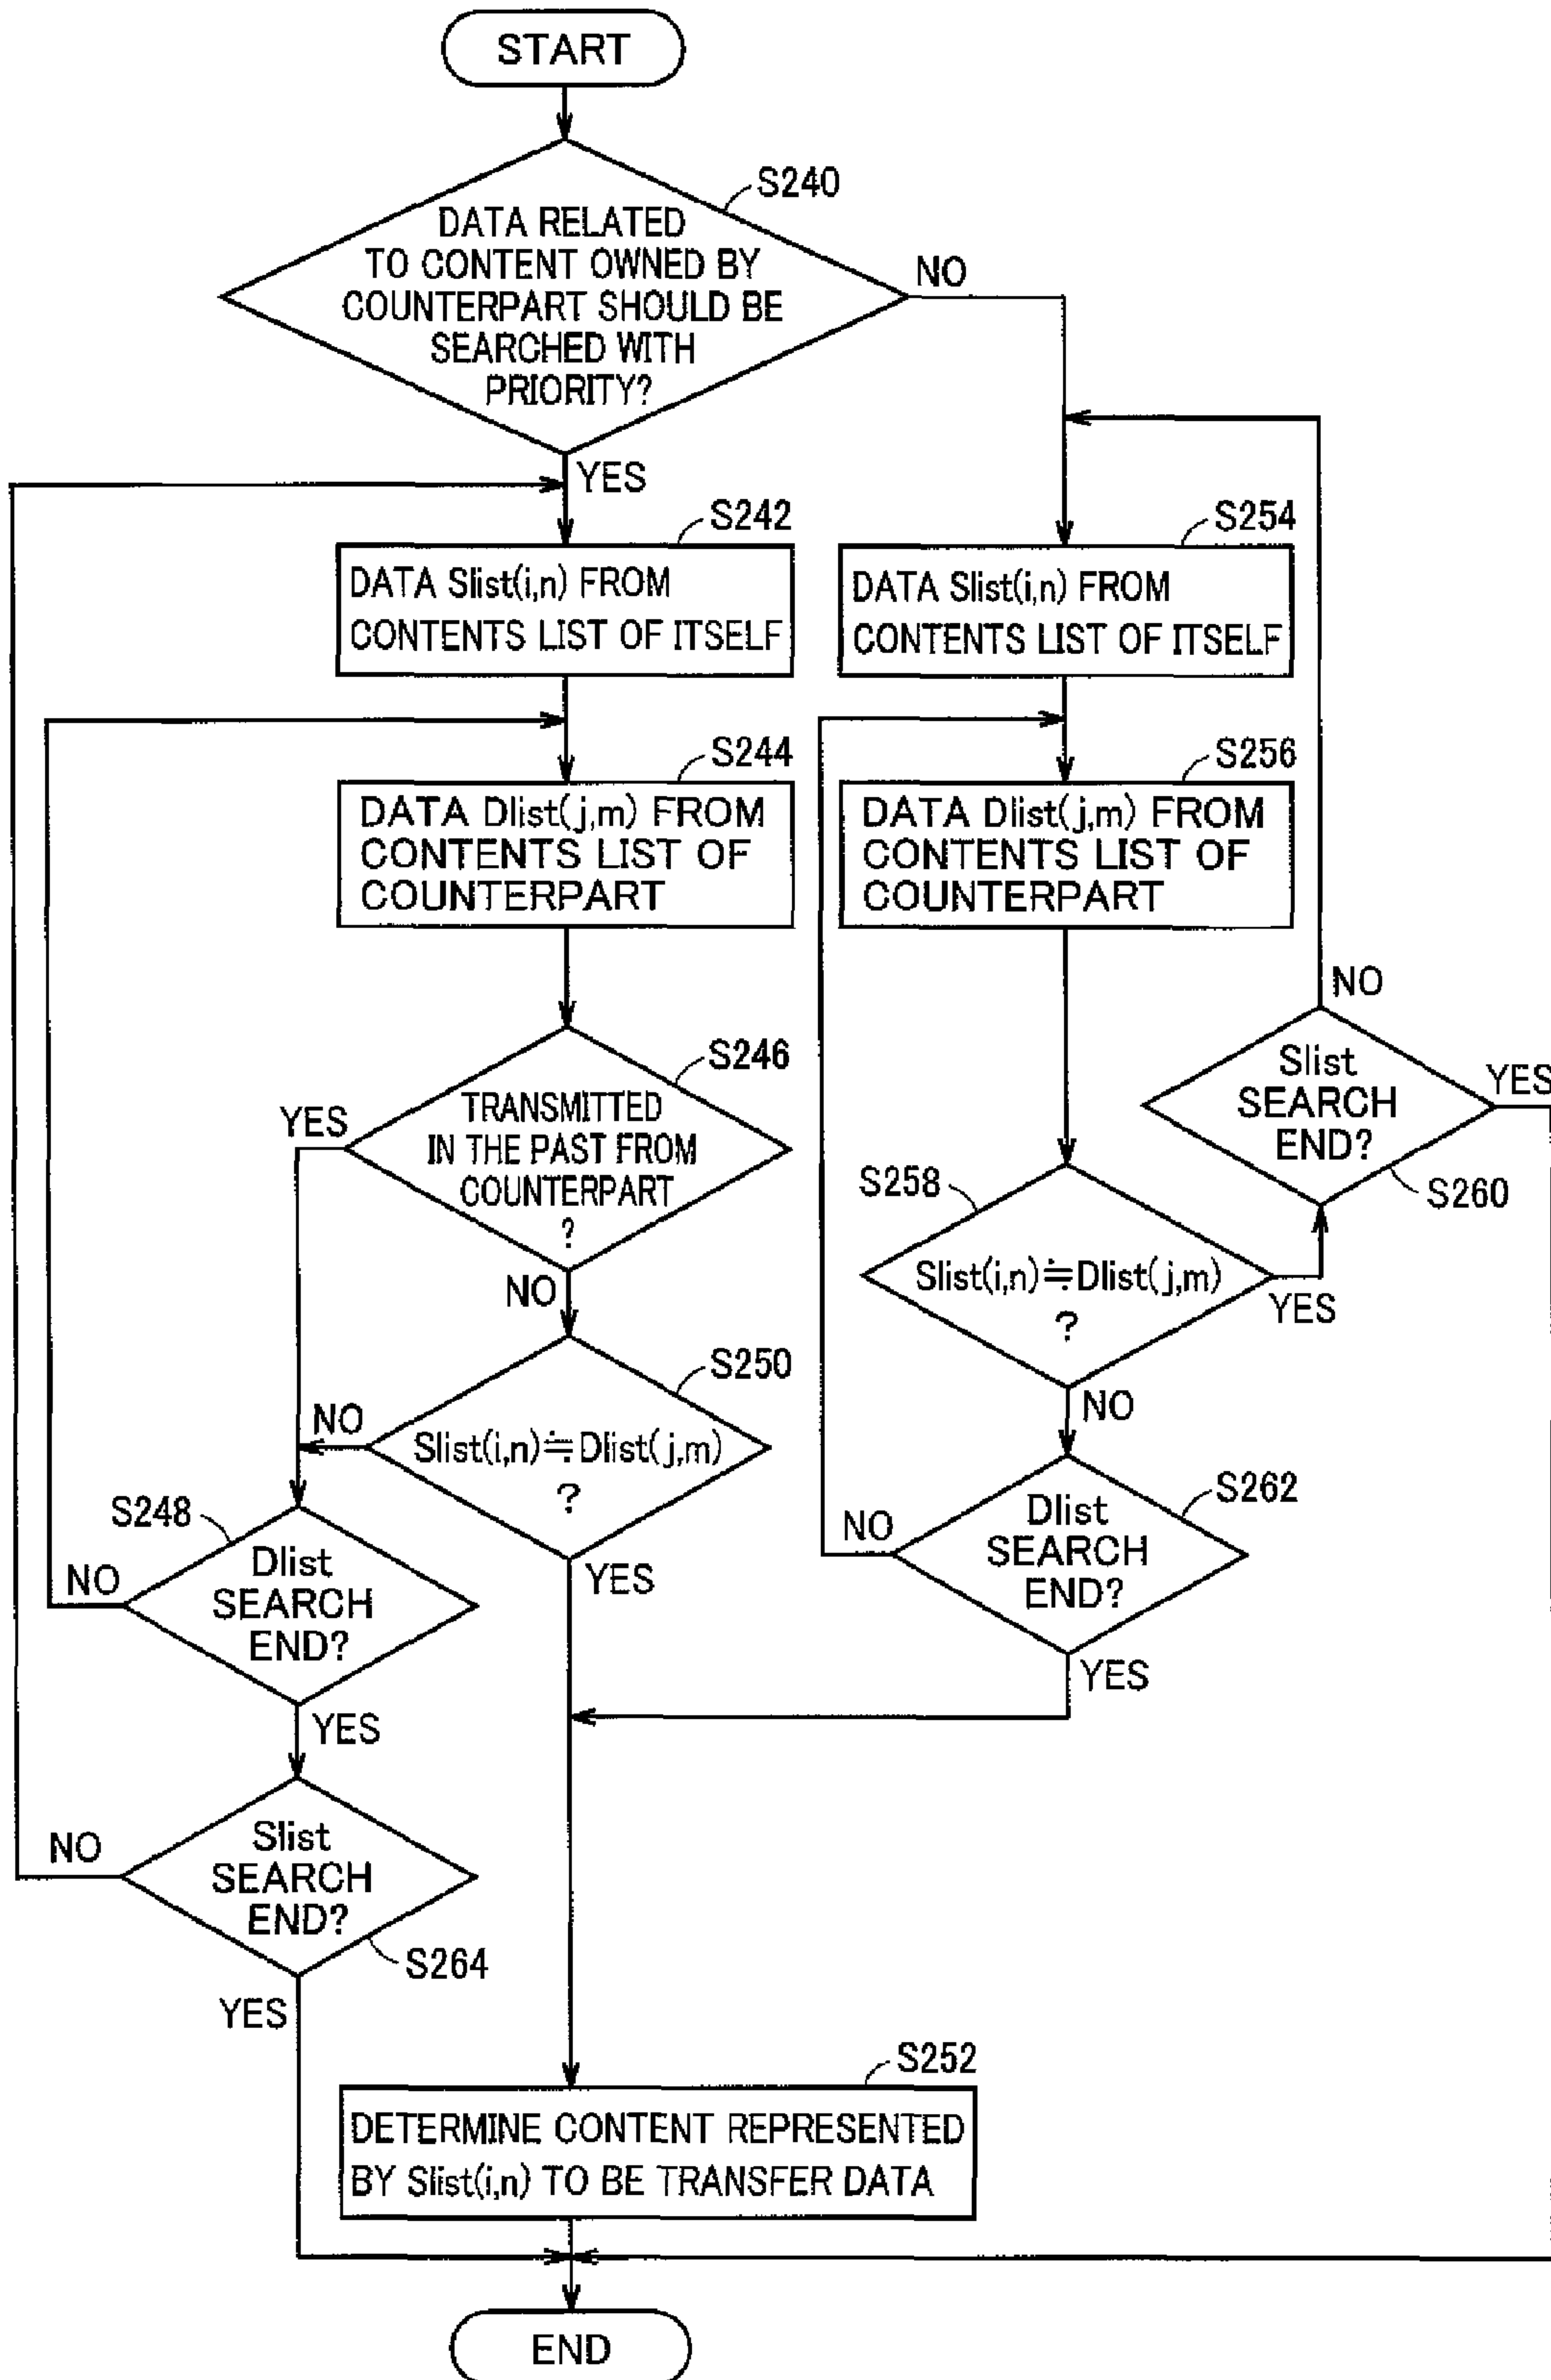 START
S240
DATA RELATED
TO CONTENT OWNED BY
COUNTERPART SHOULD BE
SEARCHED WITH
PRIORITY?
NO
YES
S242
DATA Slist(i,n) FROM
CONTENTS LIST OF ITSELF
S254
DATA Slist(i,n) FROM
CONTENTS LIST OF ITSELF
S244
DATA Dlist(j,m) FROM
CONTENTS LIST OF
COUNTERPART
S256
DATA Dlist(j,m) FROM
CONTENTS LIST OF
COUNTERPART
S246
TRANSMITTED
IN THE PAST FROM
COUNTERPART
?
YES
NO
NO
Slist
SEARCH
END?
YES
S260
S258
Slist(i,n)≒Dlist(j,m)
?
YES
NO
S250
Slist(i,n)≒Dlist(j,m)
?
NO
YES
S262
Dlist
SEARCH
END?
NO
YES
S248
Dlist
SEARCH
END?
NO
YES
Slist
SEARCH
END?
NO
S264
YES
S252
DETERMINE CONTENT REPRESENTED
BY Slist(i,n) TO BE TRANSFER DATA
END